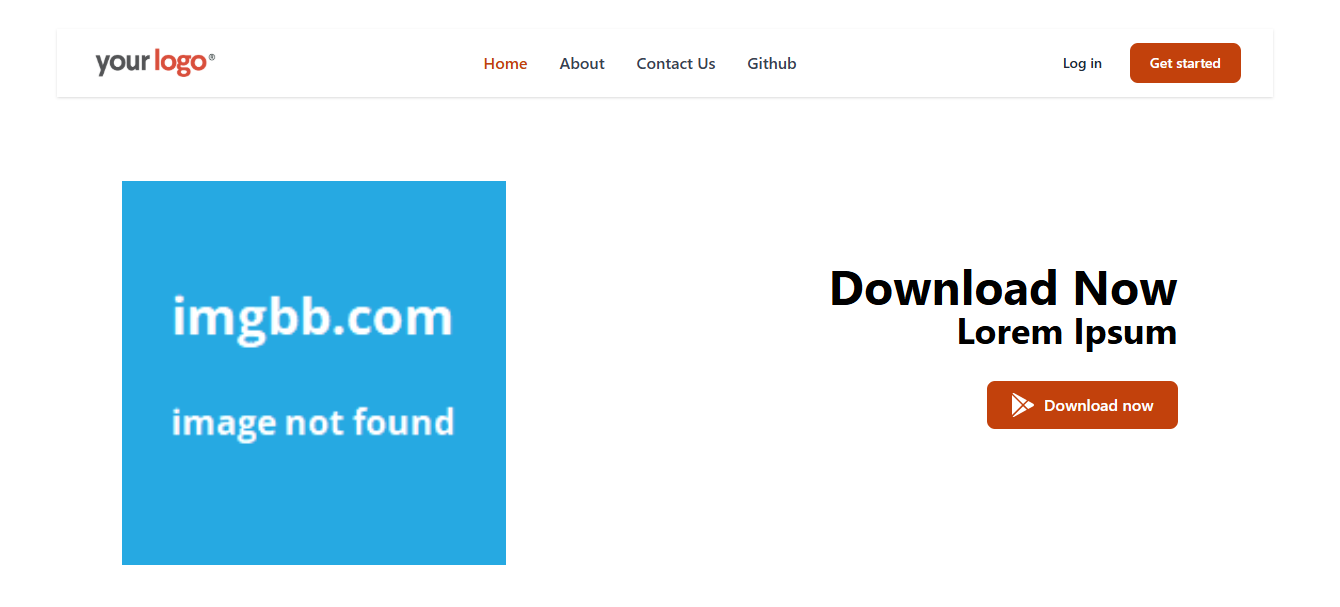 your logo®
Home About Contact Us Github
Log in Get started
imgbb.com
image not found
Download Now
Lorem Ipsum
Download now